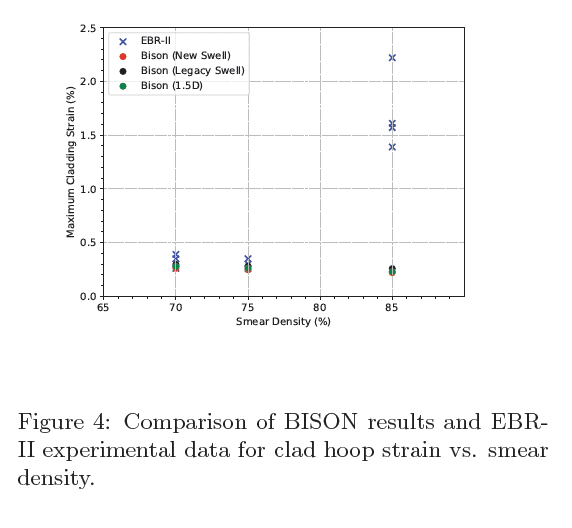 2.5
EBR-II
Bison (New Swell)
Bison (Legacy Swell)
Bison (1.5D)
2.0
1.5
1.0
0.5
0.0
Maximum Cladding Strain (%)
65 70 75 80 85
Smear Density (%)
Figure 4: Comparison of BISON results and EBR-
II experimental data for clad hoop strain vs. smear
density.